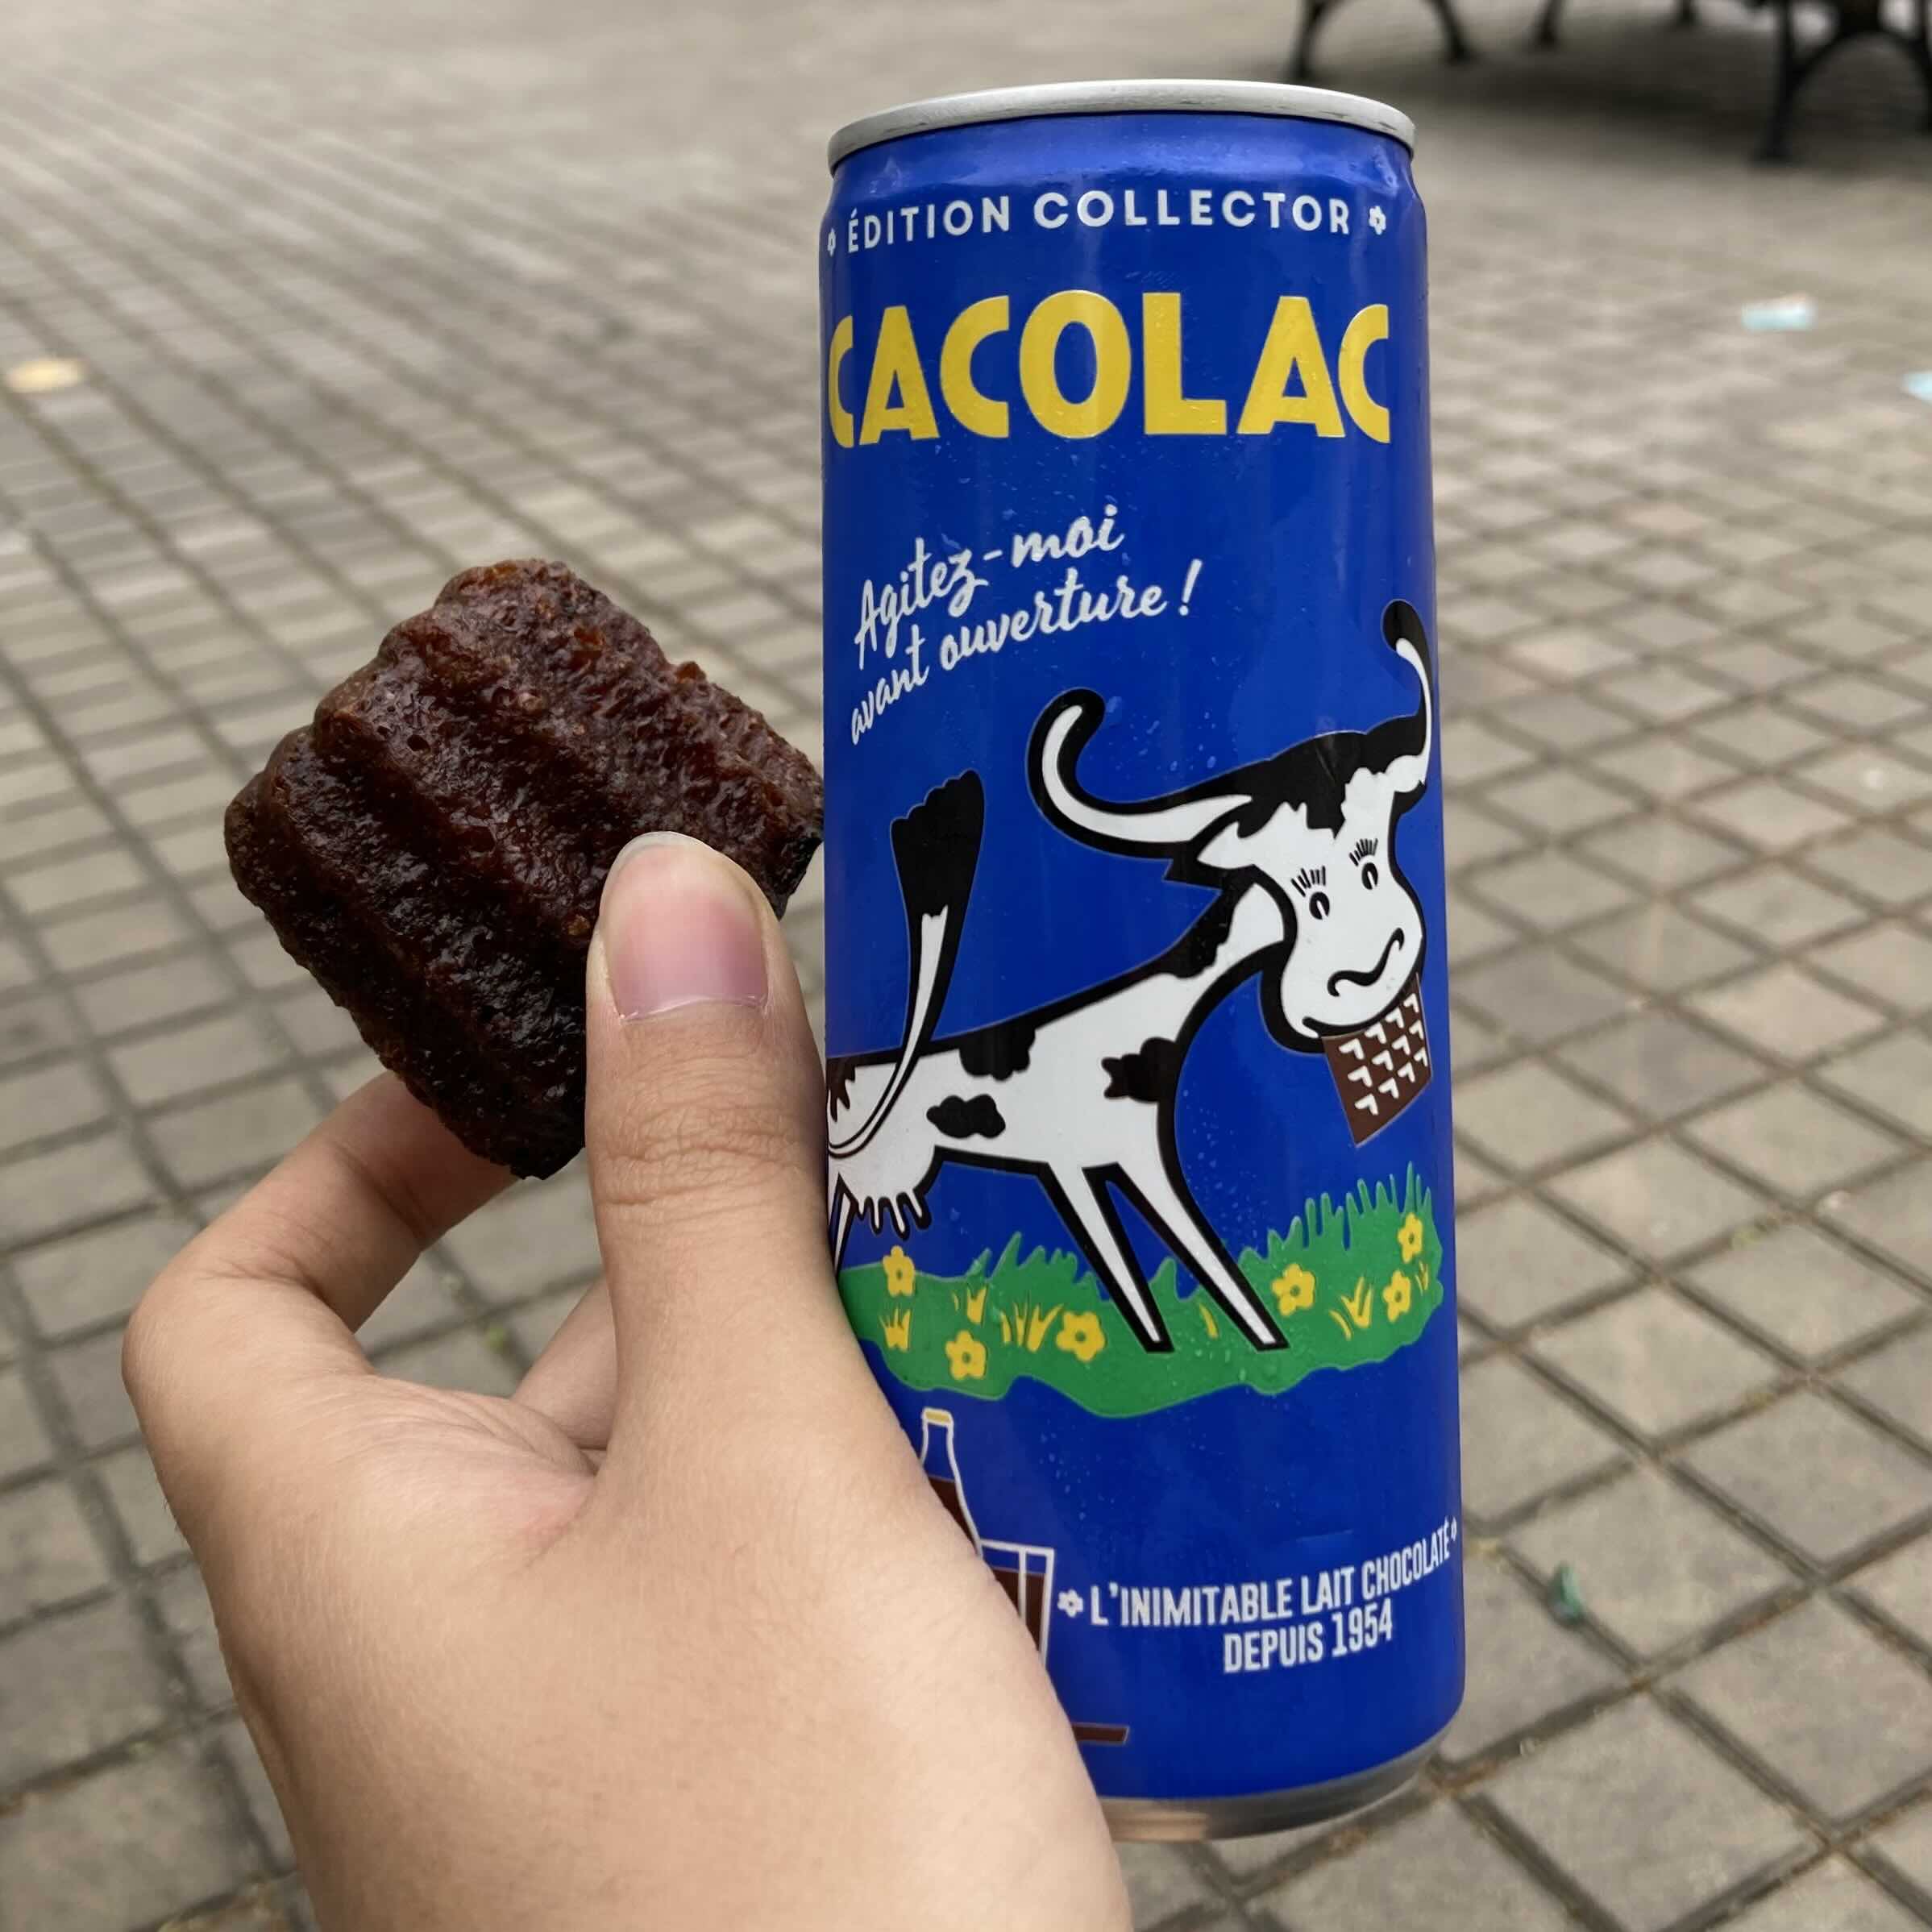 ÉDITION COLLECTOR
CACOLAC
Agitez-moi
avant ouverture !
L'INIMITABLE LAIT CHOCOLATÉ
DEPUIS 1954